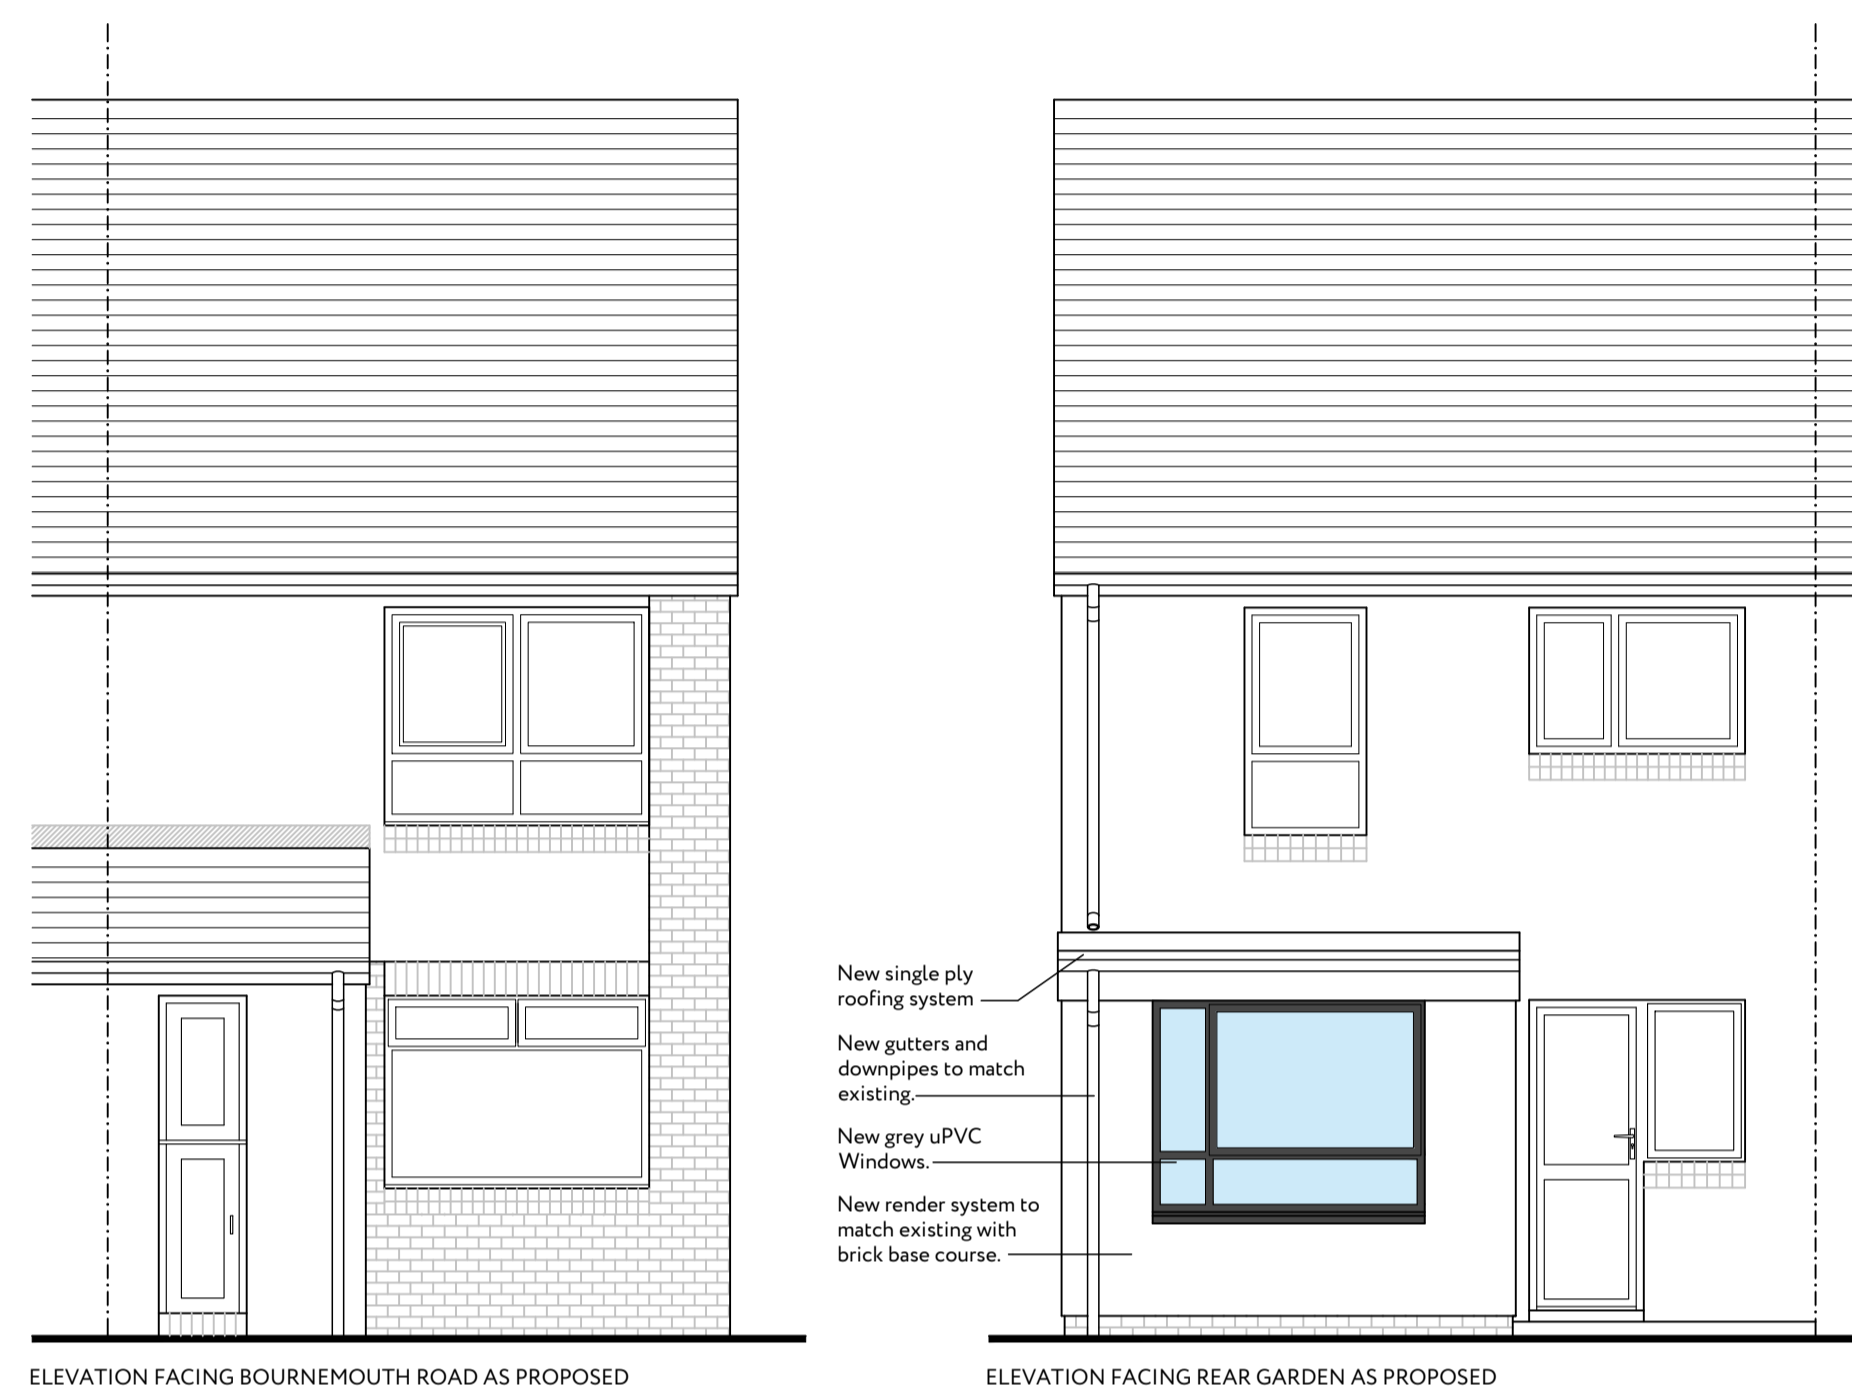 New single ply
roofing system
New gutters and
downpipes to match
existing.
New grey uPVC
Windows.
New render system to
match existing with
brick base course.
ELEVATION FACING BOURNEMOUTH ROAD AS PROPOSED
ELEVATION FACING REAR GARDEN AS PROPOSED